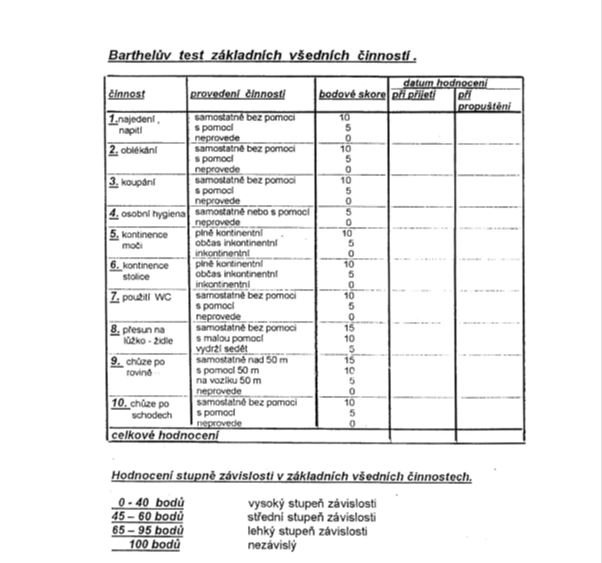 Barthelův test základních všedních činností.
datum hodnocení
činnost provedení činnosti bodové skore při přijetí při
propuštění
1. najedení, samostatně bez pomoci 10
napití s pomocí 5
neprovede 0
2. oblékání samostatně bez pomoci 10
s pomocí 5
neprovede 0
3. koupání samostatně bez pomoci 10
s pomocí 5
neprovede 0
4. osobní hygiena samostatně nebo s pomocí 5
neprovede 0
5. kontinence plně kontinentní 10
moči občas inkontinentní 5
inkontinentní 0
6. kontinence plně kontinentní 10
stolice občas inkontinentní 5
inkontinentní 0
7. použití WC samostatně bez pomoci 10
s pomocí 5
neprovede 0
8. přesun na samostatně bez pomoci 15
lůžko - židle s malou pomocí 10
vydrží sedět 5
9. chůze po samostatně nad 50 m 15
rovině s pomocí 50 m 10
na vozíku 50 m 5
neprovede 0
10. chůze po samostatně bez pomoci 10
schodech s pomocí 5
neprovede 0
celkové hodnocení
Hodnocení stupně závislosti v základních všedních činnostech.
0 - 40 bodů vysoký stupeň závislosti
45 – 60 bodů střední stupeň závislosti
65 – 95 bodů lehký stupeň závislosti
100 bodů nezávislý